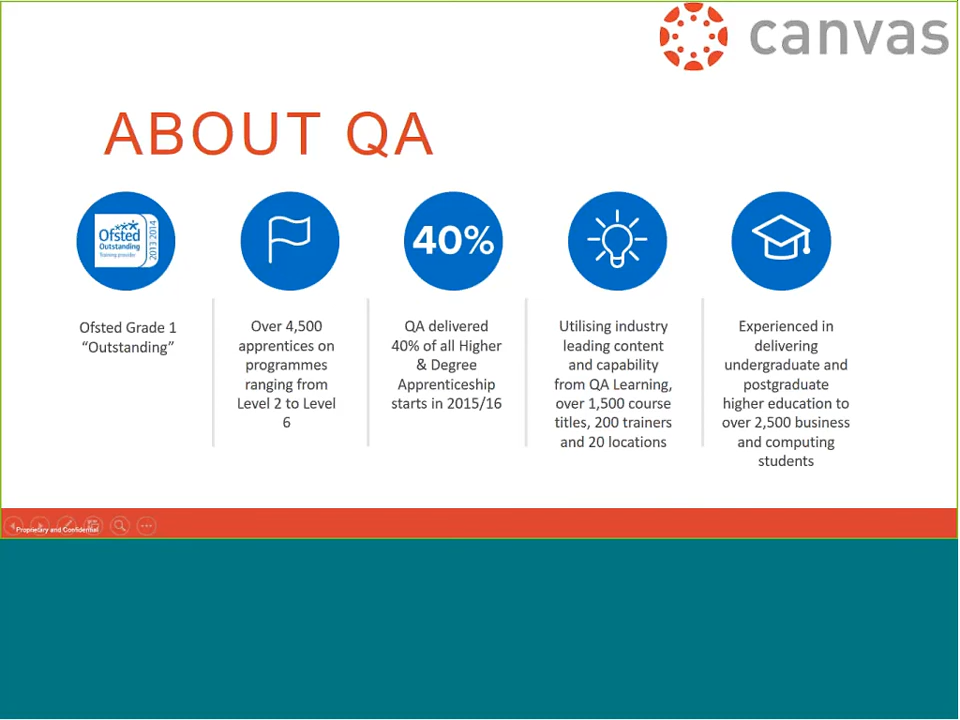 canvas
ABOUT QA
Ofsted
Outstanding
Training provider
2013 2014
40%
Ofsted Grade 1
“Outstanding”
Over 4,500
apprentices on
programmes
ranging from
Level 2 to Level
6
QA delivered
40% of all Higher
& Degree
Apprenticeship
starts in 2015/16
Utilising industry
leading content
and capability
from QA Learning,
over 1,500 course
titles, 200 trainers
and 20 locations
Experienced in
delivering
undergraduate and
postgraduate
higher education to
over 2,500 business
and computing
students
Proprietary and Confidential